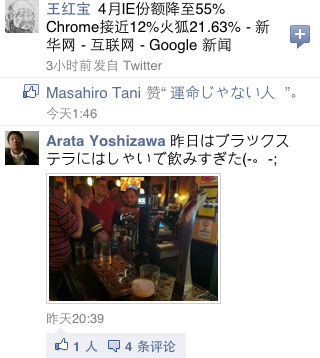 王红宝 4月IE份额降至55%
Chrome接近12%火狐21.63% - 新
华网 - 互联网 - Google 新闻
3小时前发自 Twitter
Masahiro Tani 赞“ 運命じゃない人 ”。
今天1:46
Arata Yoshizawa 昨日はブラックス
テラにはしゃいで飲みすぎた(-。-;
昨天20:39
1 人 4 条评论